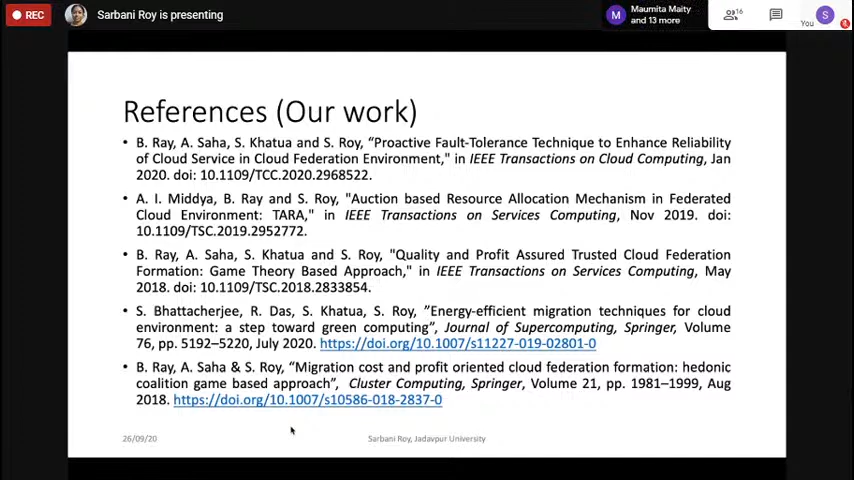 REC
Sarbani Roy is presenting
M
Maumita Maity
and 13 more
16
You
S
References (Our work)
• B. Ray, A. Saha, S. Khatua and S. Roy, “Proactive Fault-Tolerance Technique to Enhance Reliability
of Cloud Service in Cloud Federation Environment," in IEEE Transactions on Cloud Computing, Jan
2020. doi: 10.1109/TCC.2020.2968522.
• A. I. Middya, B. Ray and S. Roy, "Auction based Resource Allocation Mechanism in Federated
Cloud Environment: TARA," in IEEE Transactions on Services Computing, Nov 2019. doi:
10.1109/TSC.2019.2952772.
• B. Ray, A. Saha, S. Khatua and S. Roy, "Quality and Profit Assured Trusted Cloud Federation
Formation: Game Theory Based Approach," in IEEE Transactions on Services Computing, May
2018. doi: 10.1109/TSC.2018.2833854.
• S. Bhattacherjee, R. Das, S. Khatua, S. Roy, ”Energy-efficient migration techniques for cloud
environment: a step toward green computing”, Journal of Supercomputing, Springer, Volume
76, pp. 5192–5220, July 2020. https://doi.org/10.1007/s11227-019-02801-0
• B. Ray, A. Saha & S. Roy, “Migration cost and profit oriented cloud federation formation: hedonic
coalition game based approach”, Cluster Computing, Springer, Volume 21, pp. 1981–1999, Aug
2018. https://doi.org/10.1007/s10586-018-2837-0
26/09/20
Sarbani Roy, Jadavpur University